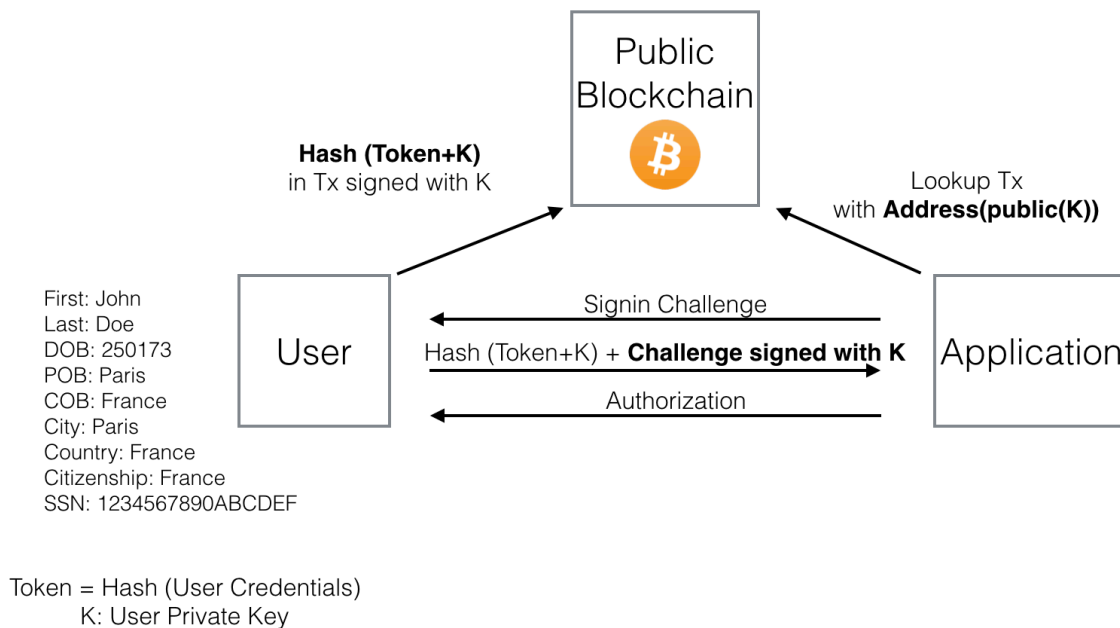 Public
Blockchain
Hash (Token+K)
in Tx signed with K
Lookup Tx
with Address(public(K))
First: John
Last: Doe
DOB: 250173
POB: Paris
COB: France
City: Paris
Country: France
Citizenship: France
SSN: 1234567890ABCDEF
User
Signin Challenge
Hash (Token+K) + Challenge signed with K
Authorization
Application
Token = Hash (User Credentials)
K: User Private Key